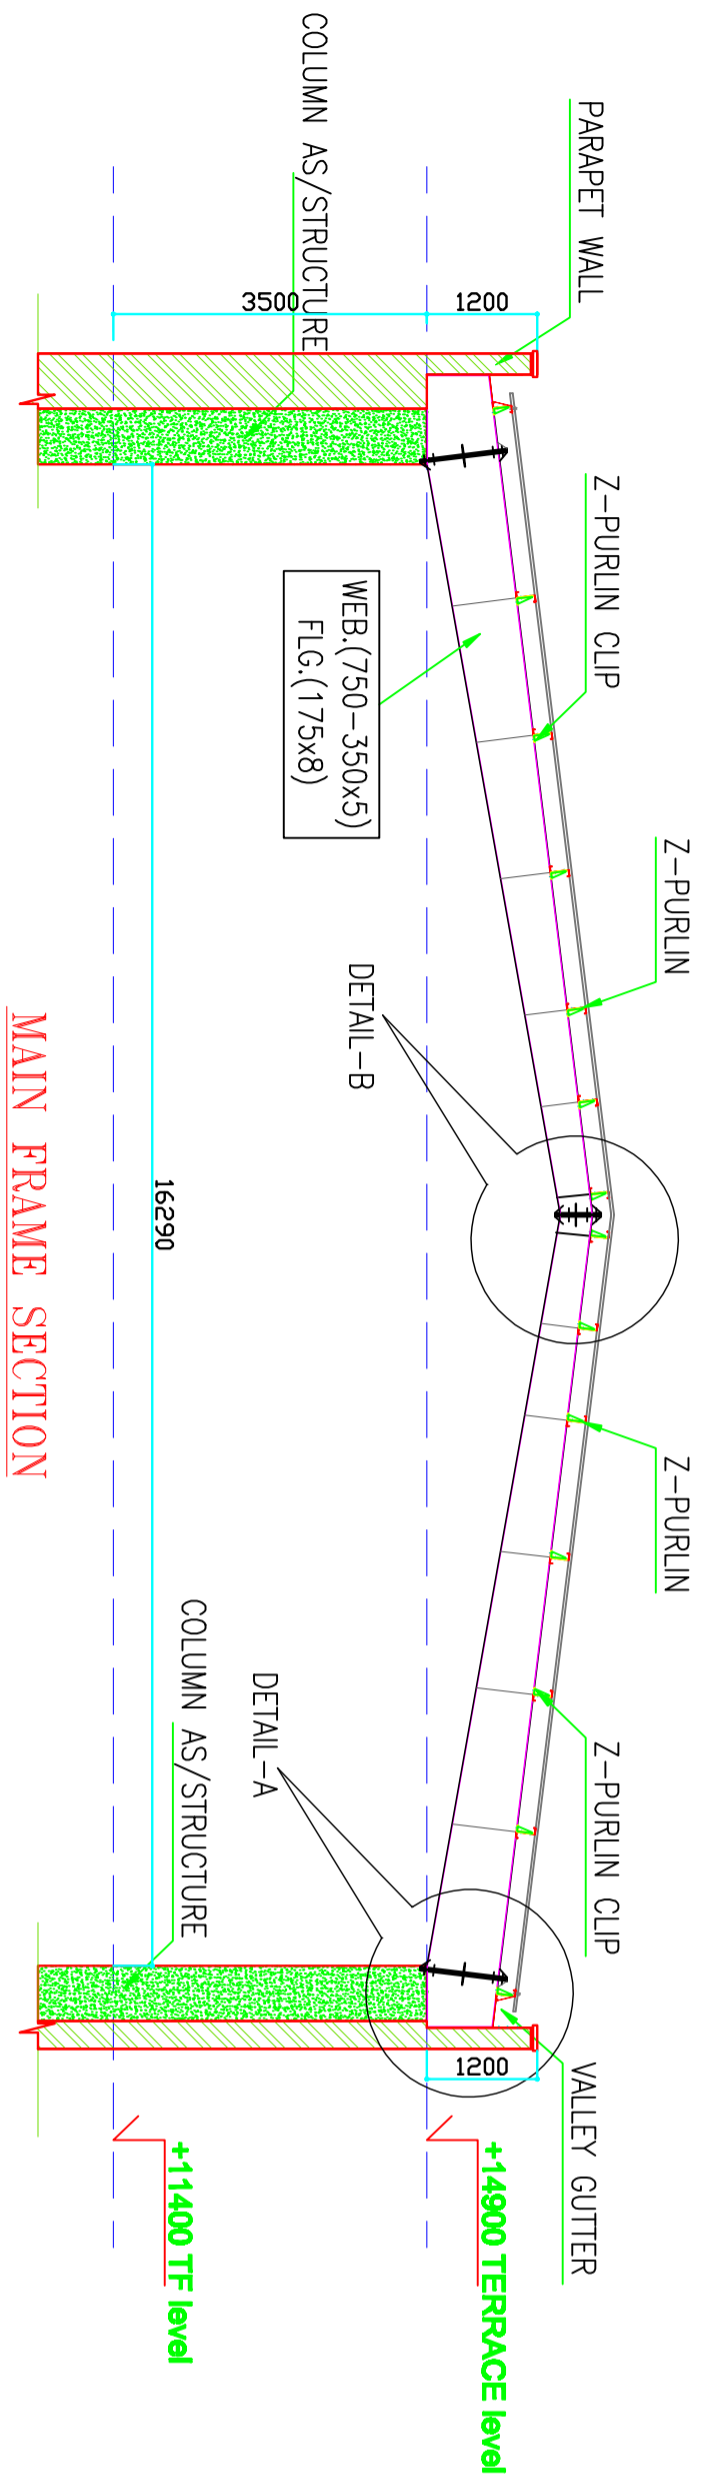 Z-PURLIN
Z-PURLIN
Z-PURLIN CLIP
Z-PURLIN CLIP
PARAPET WALL
VALLEY GUTTER
1200
1200
+14900 TERRACE level
WEB.(750-350x5)
FLG.(175x8)
DETAIL-B
COLUMN AS/STRUCTURE
3500
DETAIL-A
COLUMN AS/STRUCTURE
16290
+11400 TF level
MAIN FRAME SECTION